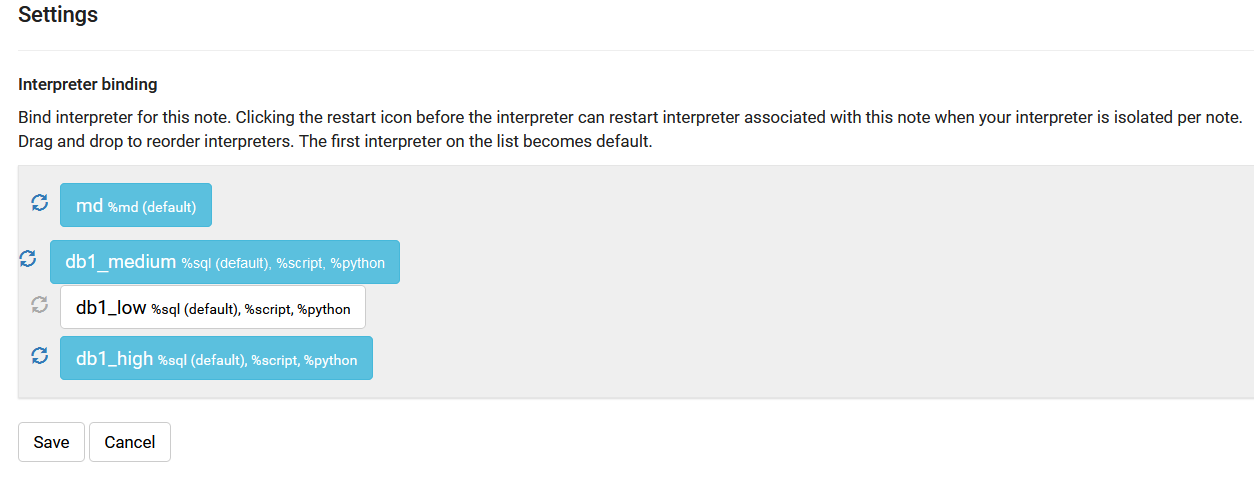 Settings
Interpreter binding
Bind interpreter for this note. Clicking the restart icon before the interpreter can restart interpreter associated with this note when your interpreter is isolated per note.
Drag and drop to reorder interpreters. The first interpreter on the list becomes default.
md %md (default)
db1_medium %sql (default), %script, %python
db1_low %sql (default), %script, %python
db1_high %sql (default), %script, %python
Save Cancel